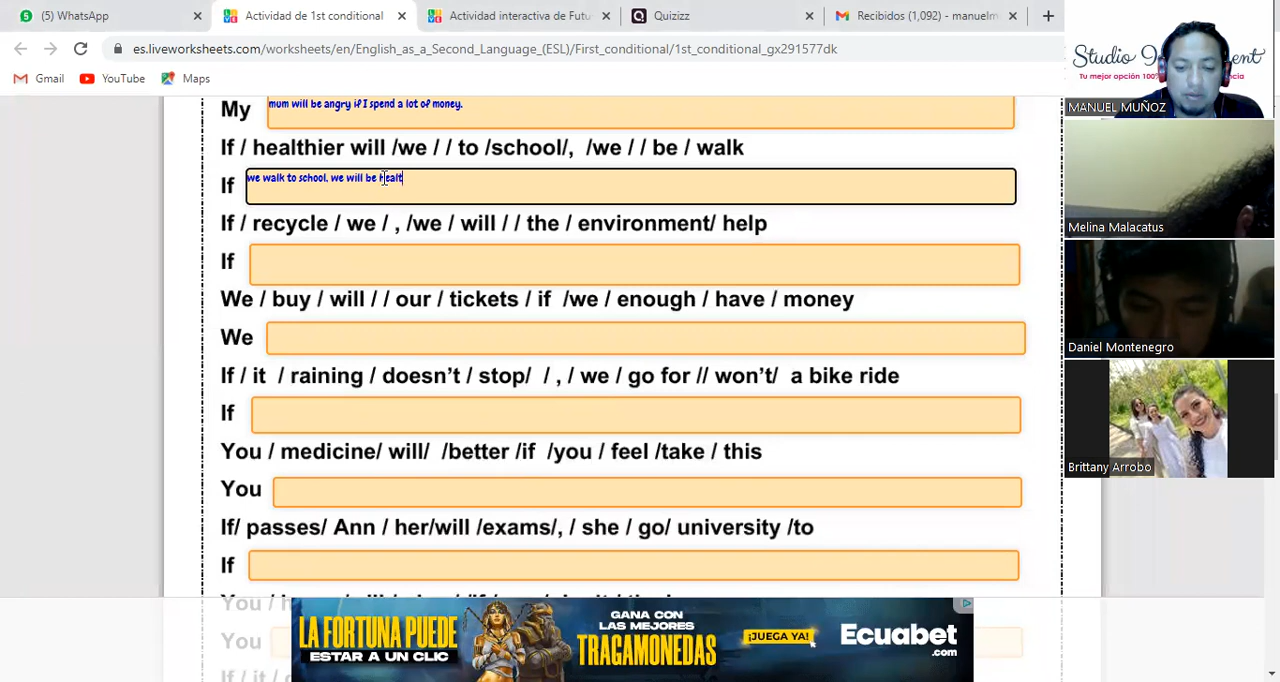 (5) WhatsApp
Actividad de 1st conditional
Actividad interactiva de Futu
Quizizz
Recibidos (1,092) - manuelm
es.liveworksheets.com/worksheets/en/English_as_a_Second_Language_(ESL)/First_conditional/1st_conditional_gx291577dk
Gmail
YouTube
Maps
My
mum will be angry if I spend a lot of money.
If / healthier will /we / / to /school/, /we / / be / walk
If
we walk to school, we will be healt
If / recycle / we / , /we / will / / the / environment/ help
If
We / buy / will / / our / tickets / if /we / enough / have / money
We
If / it / raining / doesn't / stop/ / , / we / go for // won't/ a bike ride
If
You / medicine/ will/ /better /if /you / feel /take / this
You
If/ passes/ Ann / her/will /exams/, / she / go/ university /to
If
You
LA FORTUNA PUEDE
ESTAR A UN CLIC
GANA CON
LAS MEJORES
TRAGAMONEDAS
¡JUEGA YA!
Ecuabet
.com
Studio
Tu mejor opción 100%
MANUEL MUÑOZ
Melina Malacatus
Daniel Montenegro
Brittany Arrobo